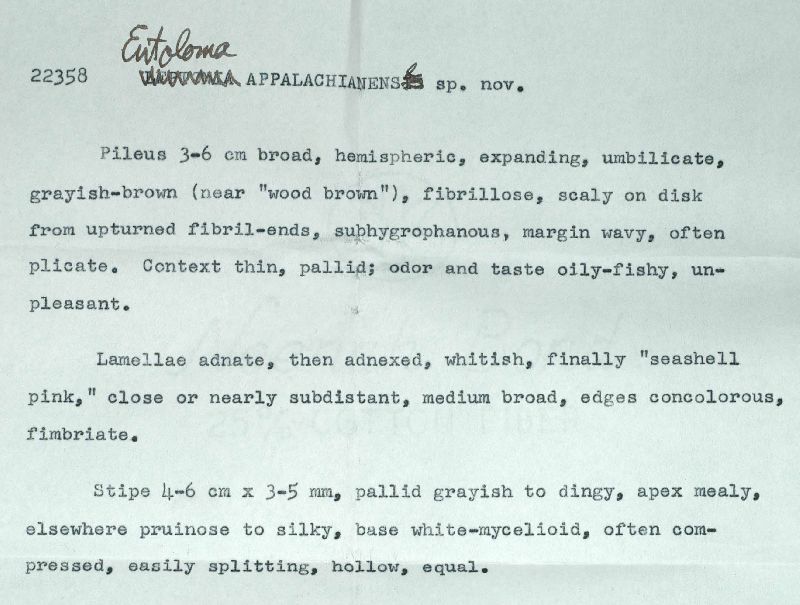 Entoloma
22358 APPALACHIANENSE sp. nov.
Pileus 3-6 cm broad, hemispheric, expanding, umbilicate,
grayish-brown (near "wood brown"), fibrillose, scaly on disk
from upturned fibril-ends, subhygrophanous, margin wavy, often
plicate. Context thin, pallid; odor and taste oily-fishy, un-
pleasant.
Lamellae adnate, then adnexed, whitish, finally "seashell
pink," close or nearly subdistant, medium broad, edges concolorous,
fimbriate.
Stipe 4-6 cm x 3-5 mm, pallid grayish to dingy, apex mealy,
elsewhere pruinose to silky, base white-mycelioid, often com-
pressed, easily splitting, hollow, equal.